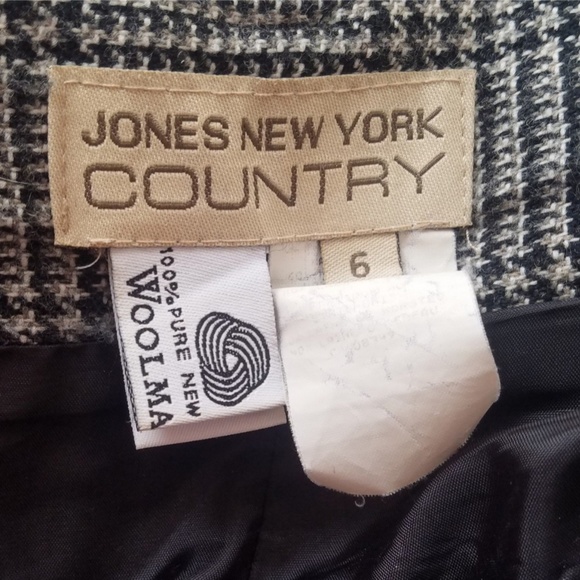 JONES NEW YORK
COUNTRY
6
100% PURE NEW
WOOLMA